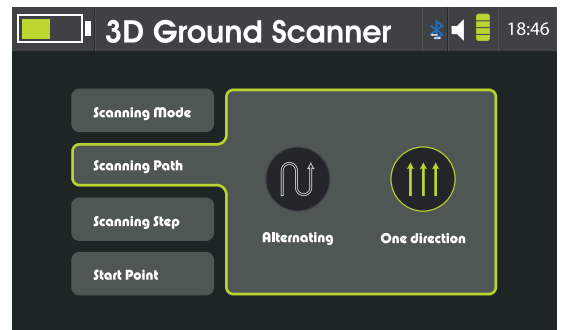 3D Ground Scanner
18:46
Scanning Mode
Scanning Path
Scanning Step
Start Point
Alternating
One direction